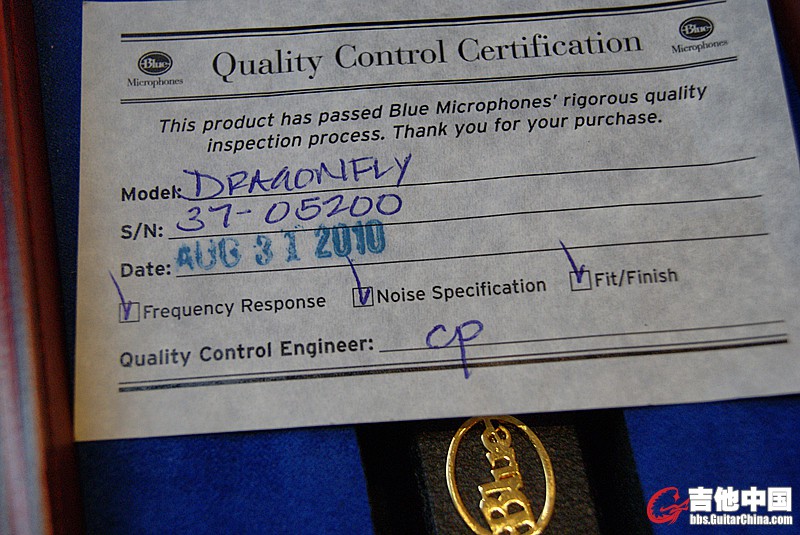 Blue
Microphones
Quality Control Certification
Blue
Microphones
This product has passed Blue Microphones' rigorous quality
inspection process. Thank you for your purchase.
Model: DRAGONFLY
S/N: 37-05200
Date: AUG 31 2010
Frequency Response Noise Specification Fit/Finish
Quality Control Engineer: CP
Blue
吉他中国
bbs.GuitarChina.com